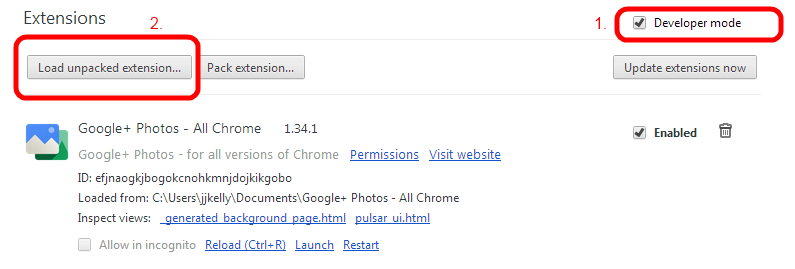 Extensions 2. 1. Developer mode
Load unpacked extension... Pack extension... Update extensions now
Google+ Photos - All Chrome 1.34.1 Enabled
Google+ Photos - for all versions of Chrome Permissions Visit website
ID: efjnaogkjbogokcnohkmnjdojkikgobo
Loaded from: C:\Users\jjkelly\Documents\Google+ Photos - All Chrome
Inspect views: _generated_background_page.html pulsar_ui.html
Allow in incognito Reload (Ctrl+R) Launch Restart